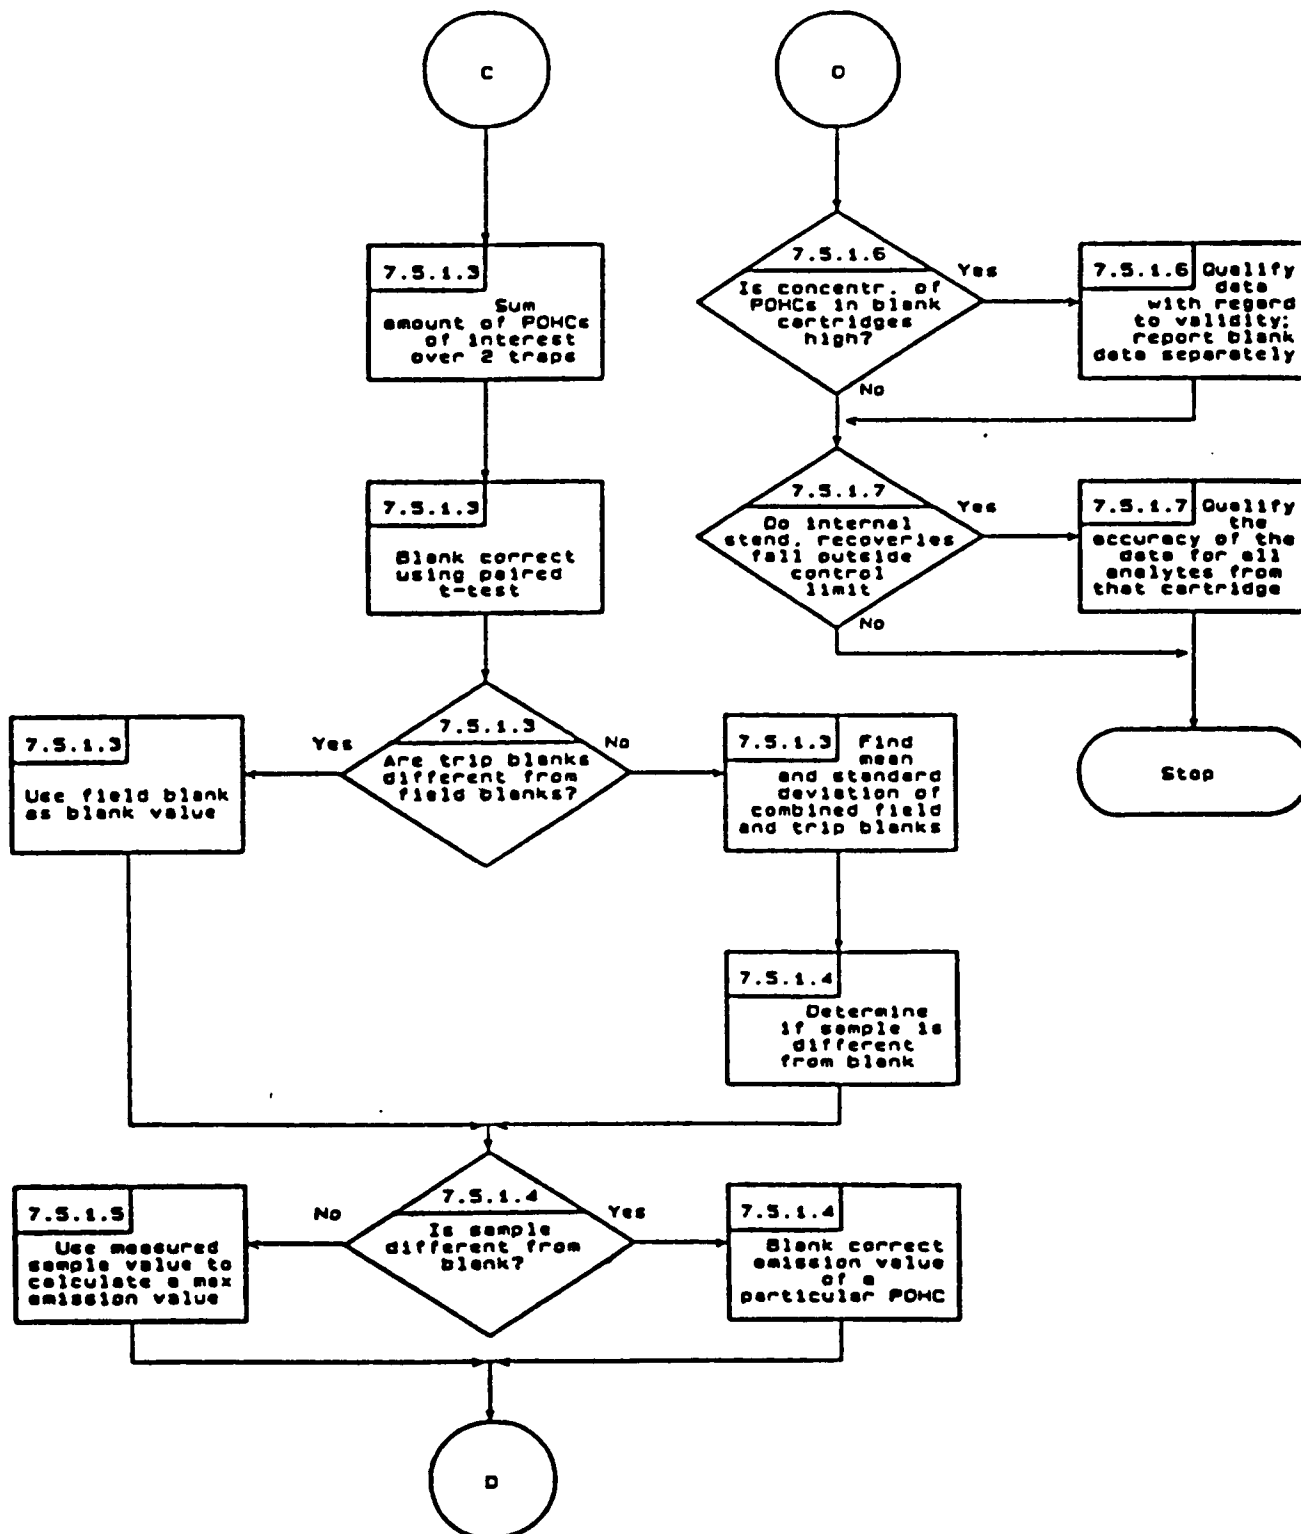 C
7.5.1.3
Sum
amount of POHCs
of interest
over 2 traps
7.5.1.3
Blank correct
using paired
t-test
7.5.1.3
Are trip blanks
different from
field blanks?
Yes
No
7.5.1.3
Use field blank
as blank value
7.5.1.3 Find
mean
and standard
deviation of
combined field
and trip blanks
7.5.1.4
Determine
if sample is
different
from blank
7.5.1.4
Is sample
different from
blank?
No
Yes
7.5.1.5
Use measured
sample value to
calculate a max
emission value
7.5.1.4
Blank correct
emission value
of a
particular POHC
D
D
7.5.1.6
Is concentr. of
POHCs in blank
cartridges
high?
Yes
No
7.5.1.6 Qualify
data
with regard
to validity;
report blank
data separately
7.5.1.7
Do internal
stand. recoveries
fall outside
control
limit
Yes
No
7.5.1.7 Qualify
the
accuracy of the
data for all
analytes from
that cartridge
Stop